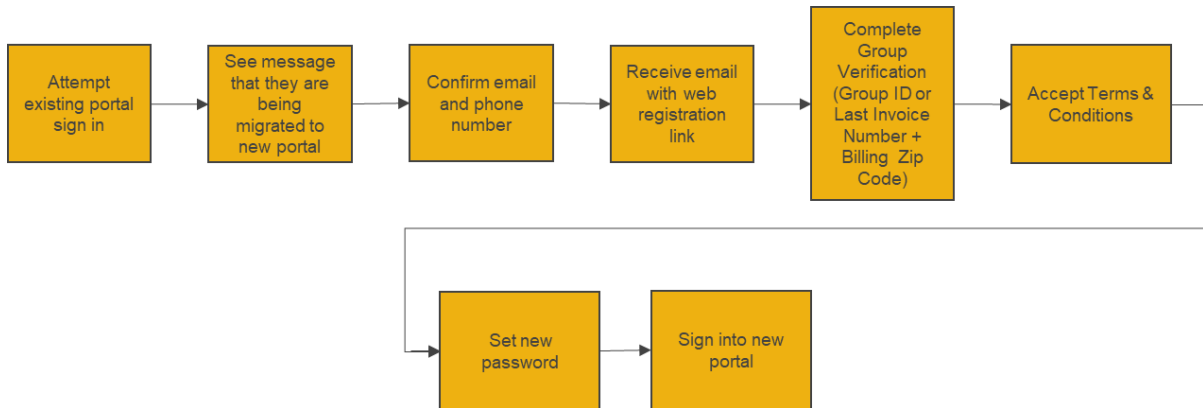 Attempt
existing portal
sign in
See message
that they are
being
migrated to
new portal
Confirm email
and phone
number
Receive email
with web
registration
link
Complete
Group
Verification
(Group ID or
Last Invoice
Number +
Billing Zip
Code)
Accept Terms &
Conditions
Set new
password
Sign into new
portal